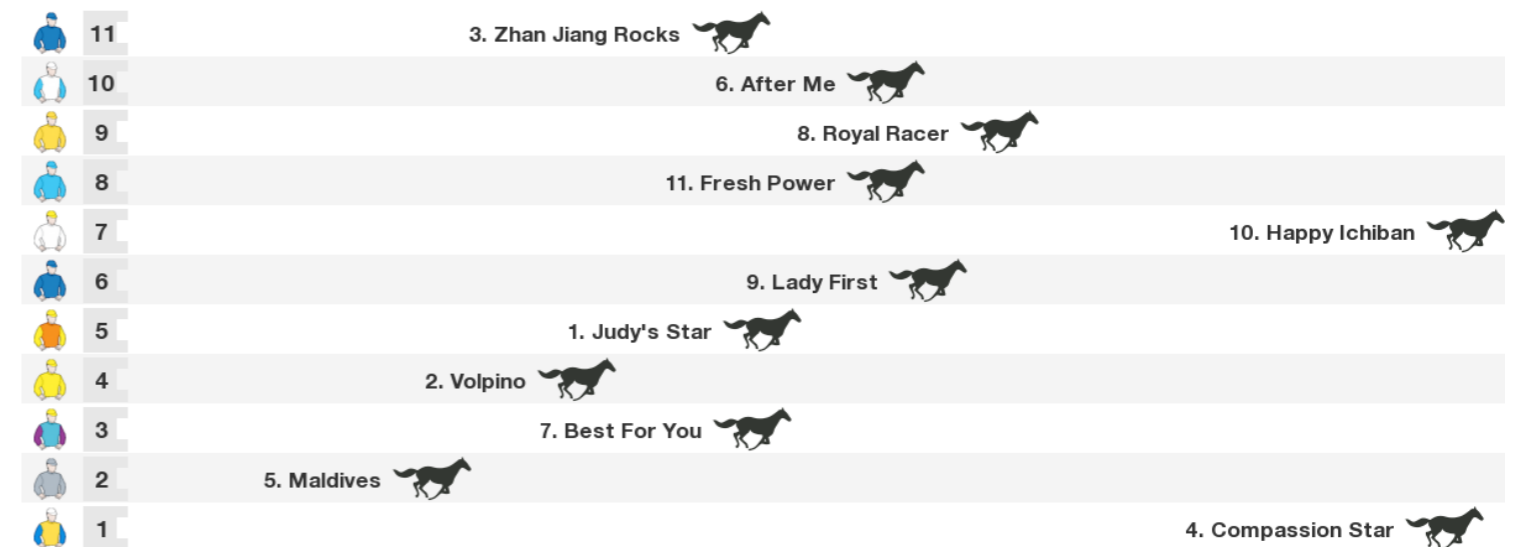 11 3. Zhan Jiang Rocks
10 6. After Me
9 8. Royal Racer
8 11. Fresh Power
7 10. Happy Ichiban
6 9. Lady First
5 1. Judy's Star
4 2. Volpino
3 7. Best For You
2 5. Maldives
1 4. Compassion Star